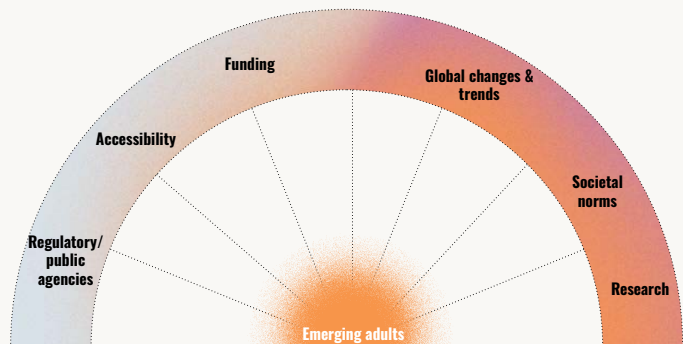 Funding
Global changes &
trends
Accessibility
Societal
norms
Regulatory/
public
agencies
Research
Emerging adults